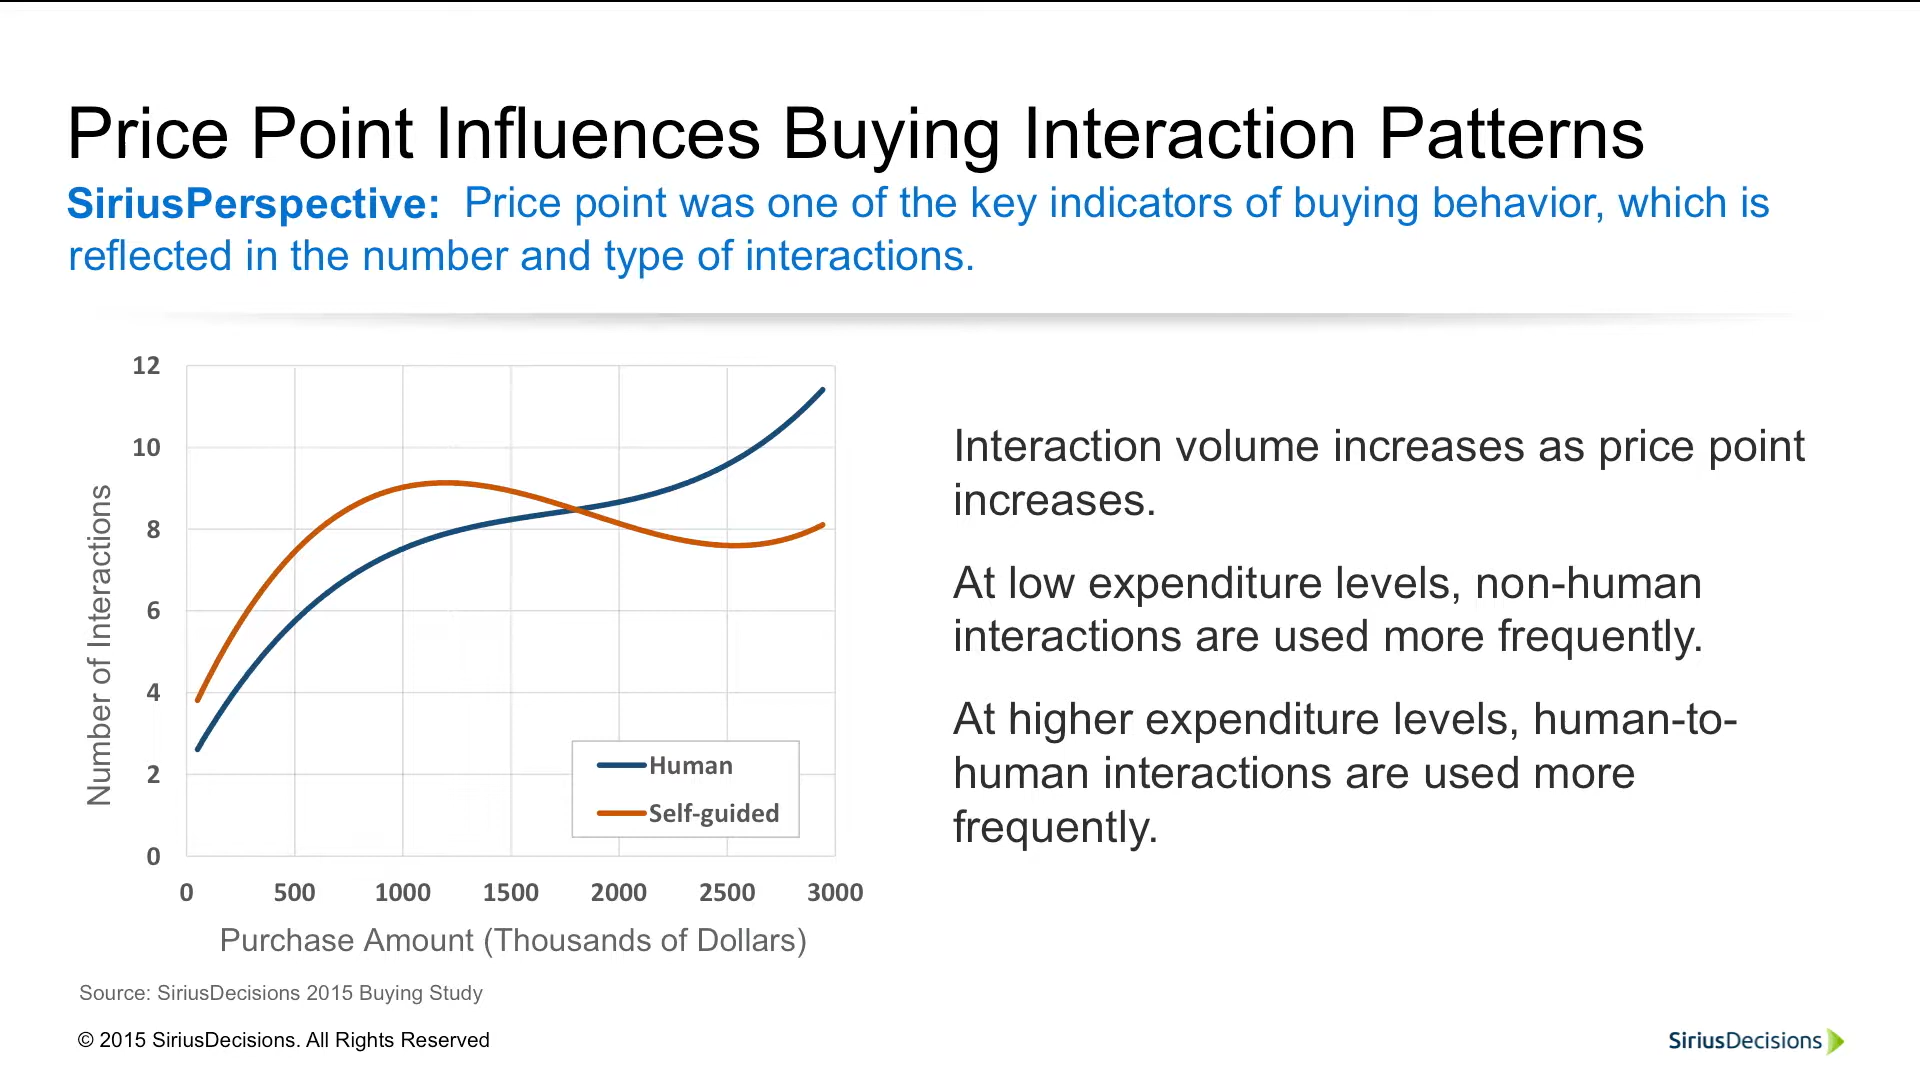 Price Point Influences Buying Interaction Patterns
SiriusPerspective: Price point was one of the key indicators of buying behavior, which is
reflected in the number and type of interactions.
12
10
8
6
4
2
0
Number of Interactions
Human
Self-guided
0 500 1000 1500 2000 2500 3000
Purchase Amount (Thousands of Dollars)
Interaction volume increases as price point
increases.
At low expenditure levels, non-human
interactions are used more frequently.
At higher expenditure levels, human-to-
human interactions are used more
frequently.
Source: SiriusDecisions 2015 Buying Study
© 2015 SiriusDecisions. All Rights Reserved
SiriusDecisions